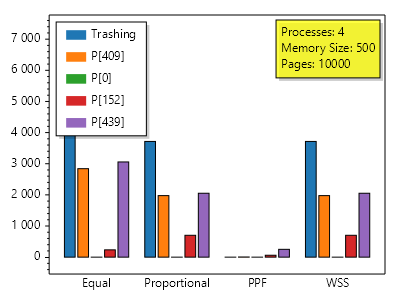 7 000
6 000
5 000
4 000
3 000
2 000
1 000
0
Trashing
P[409]
P[0]
P[152]
P[439]
Processes: 4
Memory Size: 500
Pages: 10000
Equal Proportional PPF WSS